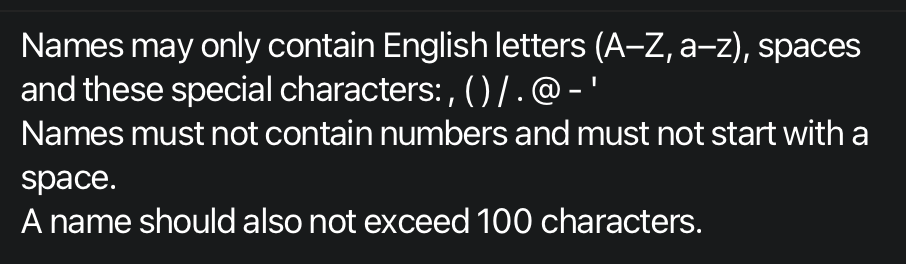 Names may only contain English letters (A–Z, a–z), spaces
and these special characters: , ( ) / . @ - '
Names must not contain numbers and must not start with a
space.
A name should also not exceed 100 characters.